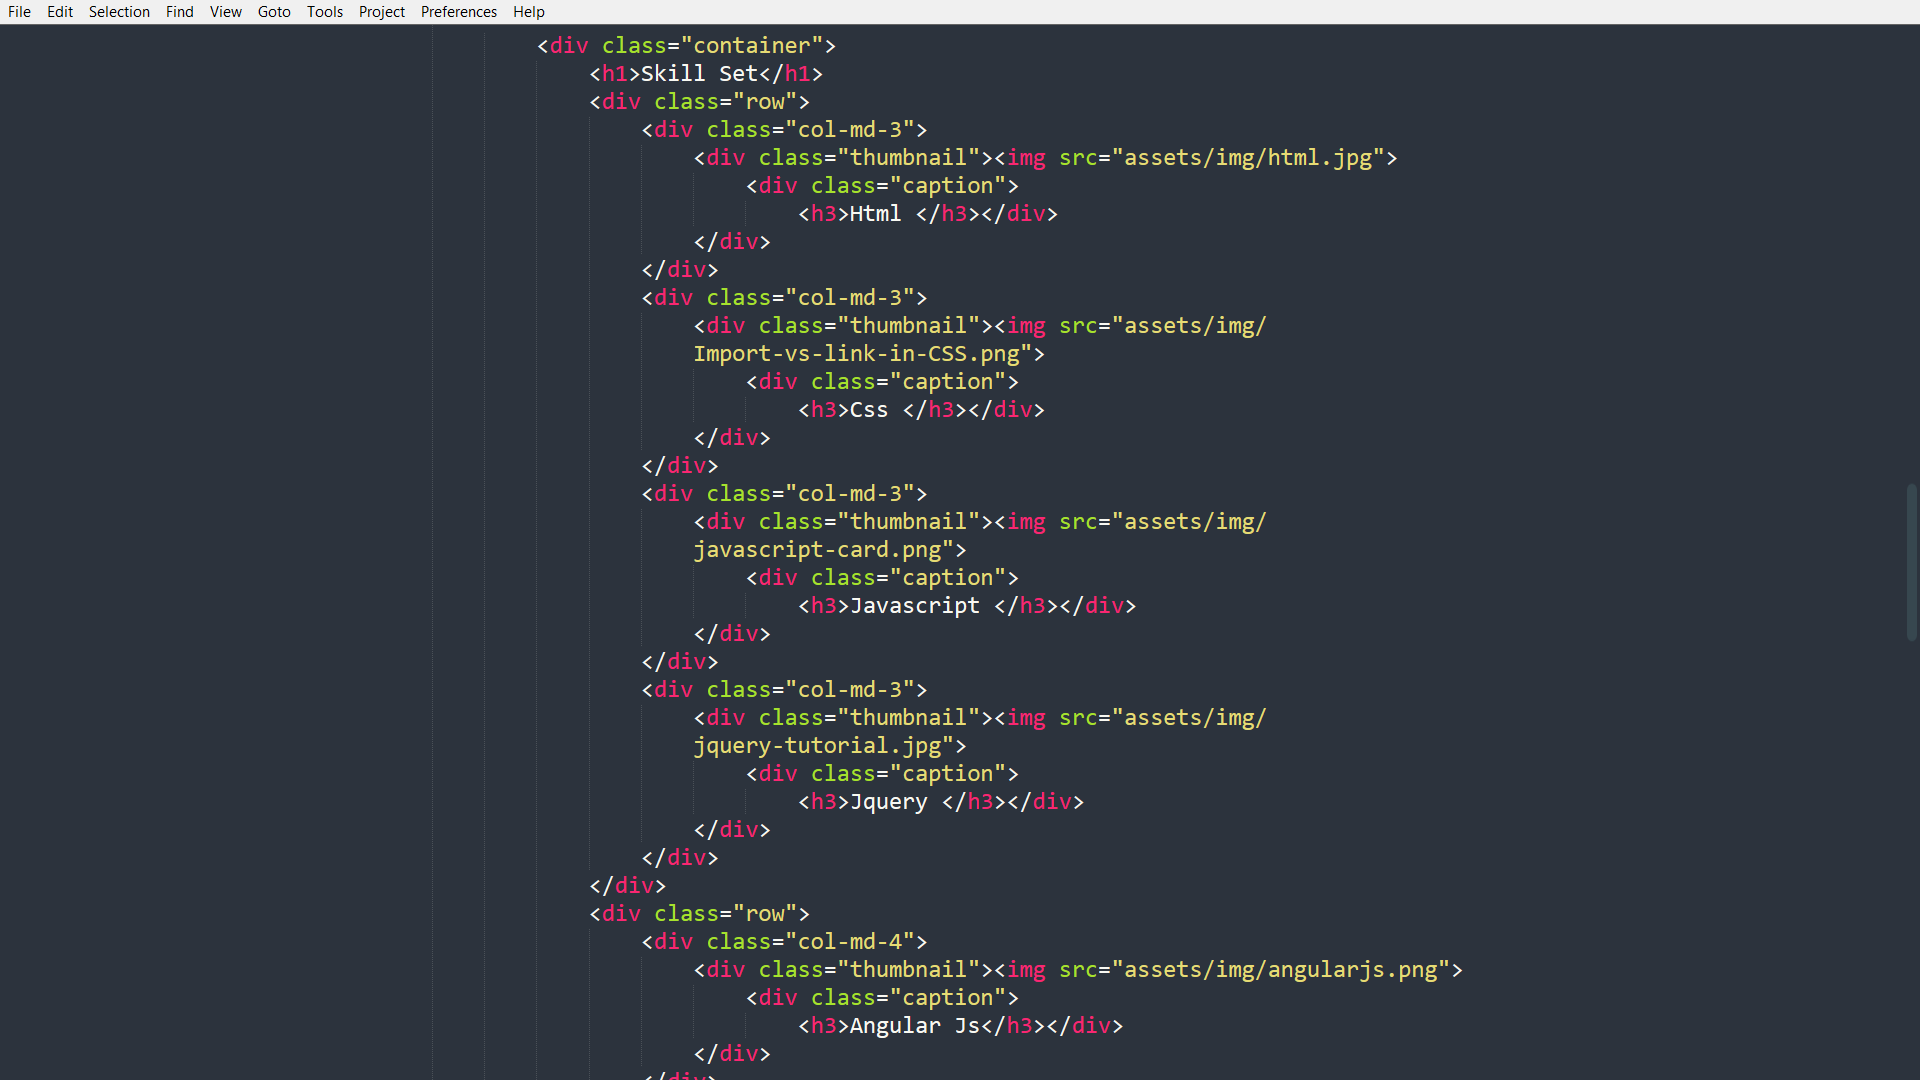 File Edit Selection Find View Goto Tools Project Preferences Help
<div class="container">
<h1>Skill Set</h1>
<div class="row">
<div class="col-md-3">
<div class="thumbnail"><img src="assets/img/html.jpg">
<div class="caption">
<h3>Html </h3></div>
</div>
</div>
<div class="col-md-3">
<div class="thumbnail"><img src="assets/img/
Import-vs-link-in-CSS.png">
<div class="caption">
<h3>Css </h3></div>
</div>
</div>
<div class="col-md-3">
<div class="thumbnail"><img src="assets/img/
javascript-card.png">
<div class="caption">
<h3>Javascript </h3></div>
</div>
</div>
<div class="col-md-3">
<div class="thumbnail"><img src="assets/img/
jquery-tutorial.jpg">
<div class="caption">
<h3>Jquery </h3></div>
</div>
</div>
</div>
<div class="row">
<div class="col-md-4">
<div class="thumbnail"><img src="assets/img/angularjs.png">
<div class="caption">
<h3>Angular Js</h3></div>
</div>
</div>